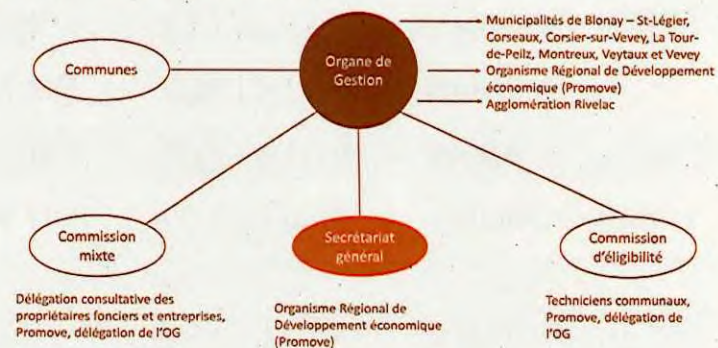 Communes
Organe de
Gestion
Municipalités de Blonay – St-Légier,
Corseaux, Corsier-sur-Vevey, La Tour-
de-Peilz, Montreux, Veytaux et Vevey
Organisme Régional de Développement
économique (Promove)
Agglomération Rivelac
Commission
mixte
Délégation consultative des
propriétaires fonciers et entreprises,
Promove, délégation de l'OG
Secrétariat
général
Organisme Régional de
Développement économique
(Promove)
Commission
d'éligibilité
Techniciens communaux,
Promove, délégation de
l'OG